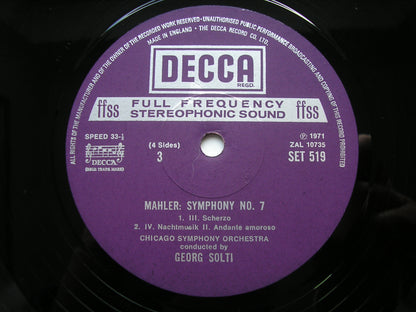 ALL RIGHTS OF THE MANUFACTURER AND OF THE OWNER OF THE RECORDED WORK RESERVED · UNAUTHORISED PUBLIC PERFORMANCE BROADCASTING AND COPYING OF THIS RECORD PROHIBITED
MADE IN ENGLAND · THE DECCA RECORD CO. LTD.
DECCA
REGD.
ffss FULL FREQUENCY ffss
STEREOPHONIC SOUND
SPEED 33⅓
(4 Sides)
3
DECCA
℗ 1971
ZAL 10735
SET 519
MAHLER: SYMPHONY NO. 7
1. III. Scherzo
2. IV. Nachtmusik II. Andante amoroso
CHICAGO SYMPHONY ORCHESTRA
conducted by
GEORG SOLTI